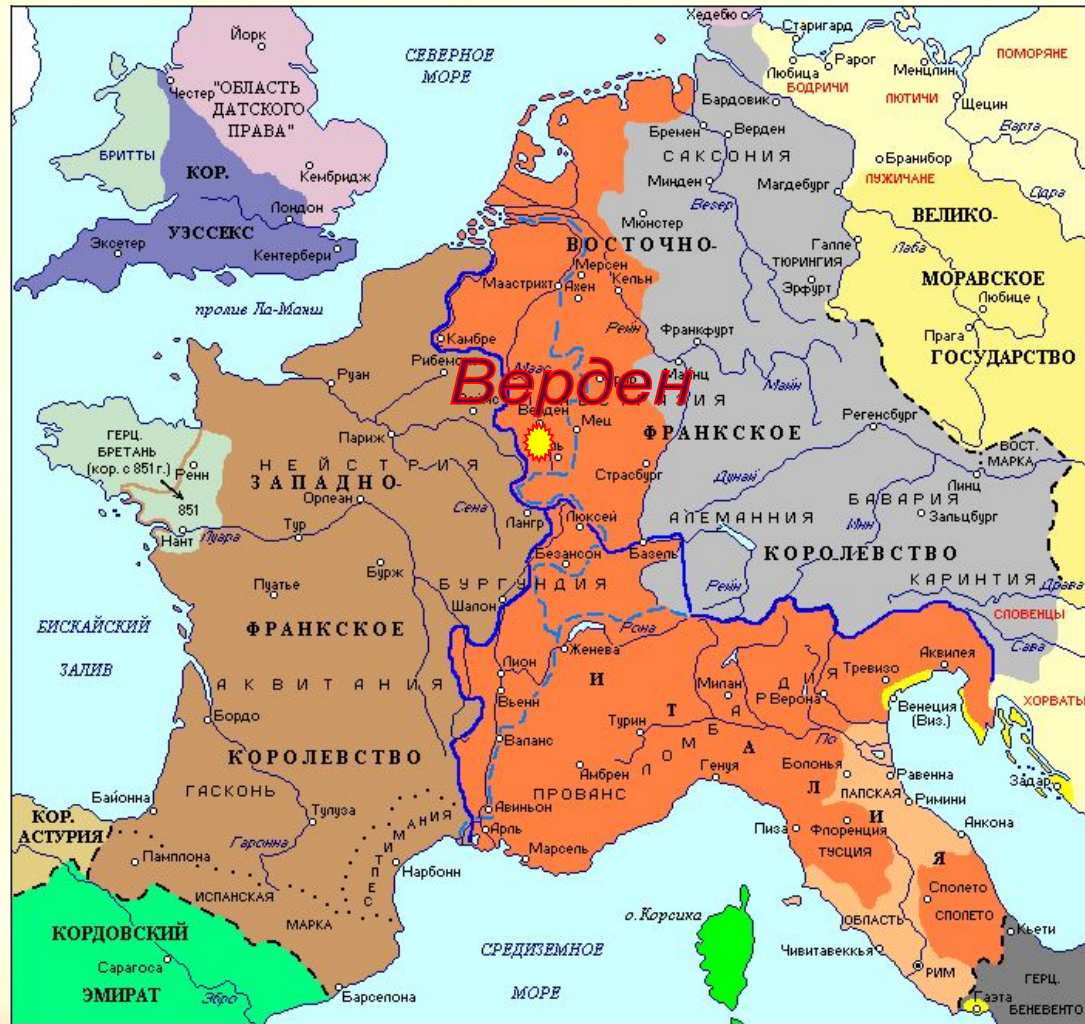 Хедебю
Старигард
Йорк
СЕВЕРНОЕ
МОРЕ
ПОМОРЯНЕ
Любица
Рарог
Менцлин
БОДРИЧИ
ЛЮТИЧИ
Щецин
Честер
"ОБЛАСТЬ
ДАТСКОГО
ПРАВА"
Бардовик
Бремен
Верден
Варта
БРИТТЫ
САКСОНИЯ
Бранибор
КОР.
Кембридж
Минден
Магдебург
ЛУЖИЧАНЕ
Одра
Лондон
Мюнстер
Везер
ВЕЛИКО-
УЭССЕКС
Эксетер
Кентербери
ВОСТОЧНО-
Галле
Лаба
ТЮРИНГИЯ
Мерсен
Маастрихт
Ахен
Кельн
Эрфурт
МОРАВСКОЕ
Любице
пролив Ла-Манш
Рейн
Франкфурт
Прага
Камбре
ГОСУДАРСТВО
Рибемон
Маас
Майнц
Майн
Руан
Верден
Верден
Мец
Регенсбург
ГЕРЦ.
БРЕТАНЬ
(кор. с 851г.)
Париж
ФРАНКСКОЕ
ВОСТ.
МАРКА
Ренн
НЕЙСТРИЯ
Страсбург
Дунай
Линц
ЗАПАДНО-
851
Орлеан
БАВАРИЯ
Сена
Лангр
Люксей
АЛЕМАННИЯ
Инн
Зальцбург
Нант
Луара
Тур
Безансон
Базель
КОРОЛЕВСТВО
Бурж
Пуатье
БУРГУНДИЯ
Рейн
КАРИНТИЯ
Драва
Шалон
СЛОВЕНЦЫ
БИСКАЙСКИЙ
ЗАЛИВ
ФРАНКСКОЕ
Рона
Женева
Сава
Аквилея
Лион
Тревизо
АКВИТАНИЯ
Вьенн
Милан
Верона
ХОРВАТЫ
Венеция
(Виз.)
Бордо
Турин
Валанс
По
КОРОЛЕВСТВО
ЛОМБАРДИЯ
ИТАЛИЯ
Амбрен
Генуя
Болонья
Задар
ГАСКОНЬ
ПРОВАНС
Равенна
Байонна
ПАПСКАЯ
Римини
КОР.
АСТУРИЯ
Тулуза
Авиньон
Арль
Гаронна
СЕПТИМАНИЯ
Пиза
Флоренция
Анкона
Памплона
Нарбонн
Марсель
ТУСЦИЯ
ИСПАНСКАЯ
МАРКА
о.Корсика
ОБЛАСТЬ
Сполето
СПОЛЕТО
КОРДОВСКИЙ
Кьети
СРЕДИЗЕМНОЕ
Чивитавеккья
Сарагоса
РИМ
ЭМИРАТ
Эбро
Барселона
МОРЕ
ГЕРЦ.
Гаэта
БЕНЕВЕНТО